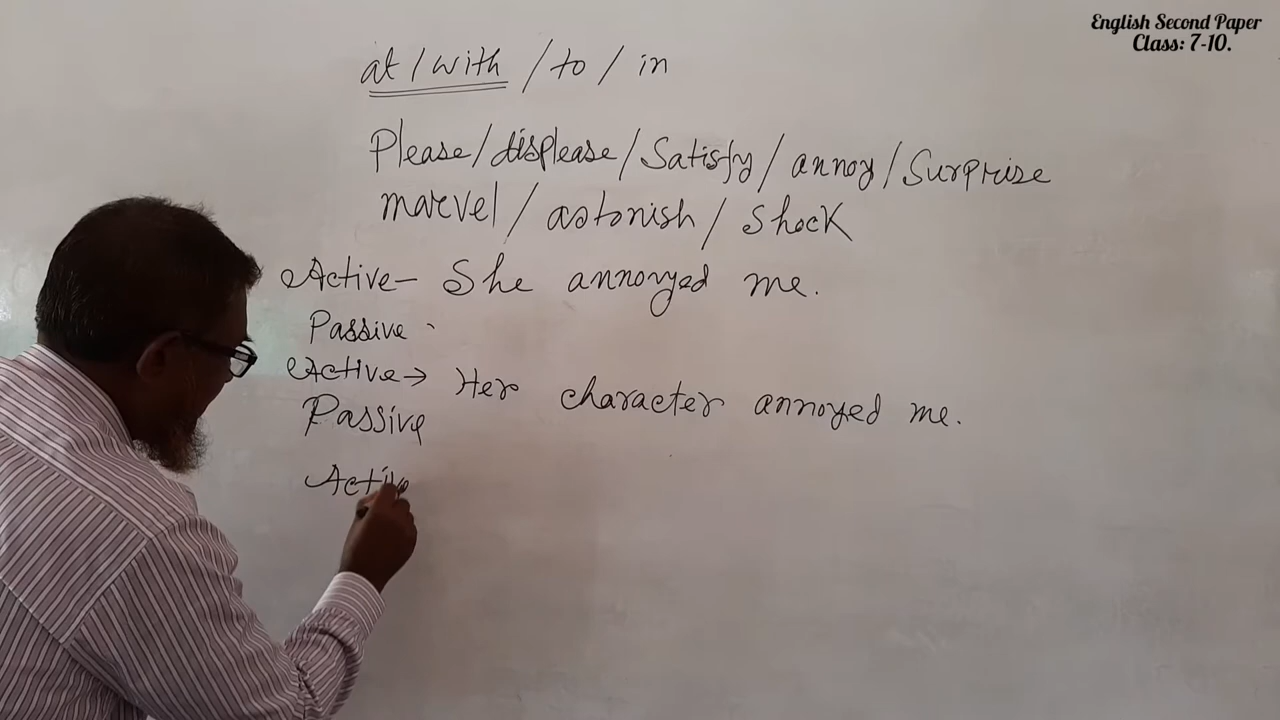 English Second Paper
Class: 7-10.
at / with / to / in
Please / displease / Satisfy / annoy / Surprise
marvel / astonish / Shock
Active - She annoyed me.
Passive -
Active → Her character annoyed me.
Passive
Active